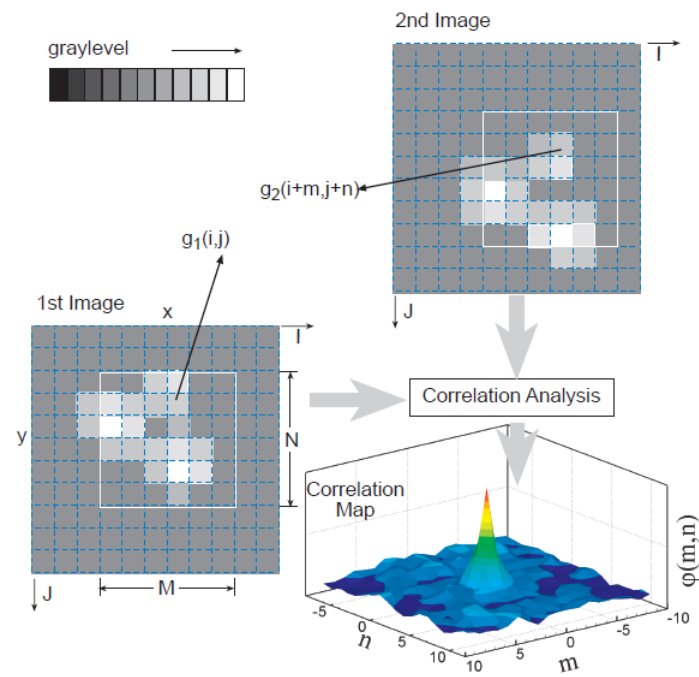 2nd Image
graylevel
I
g2(i+m,j+n)
g1(i,j)
1st Image
x
I
J
Correlation Analysis
y
N
Correlation
Map
φ(m,n)
J
M
-5
0
5
10
n
10
5
0
-5
-10
m